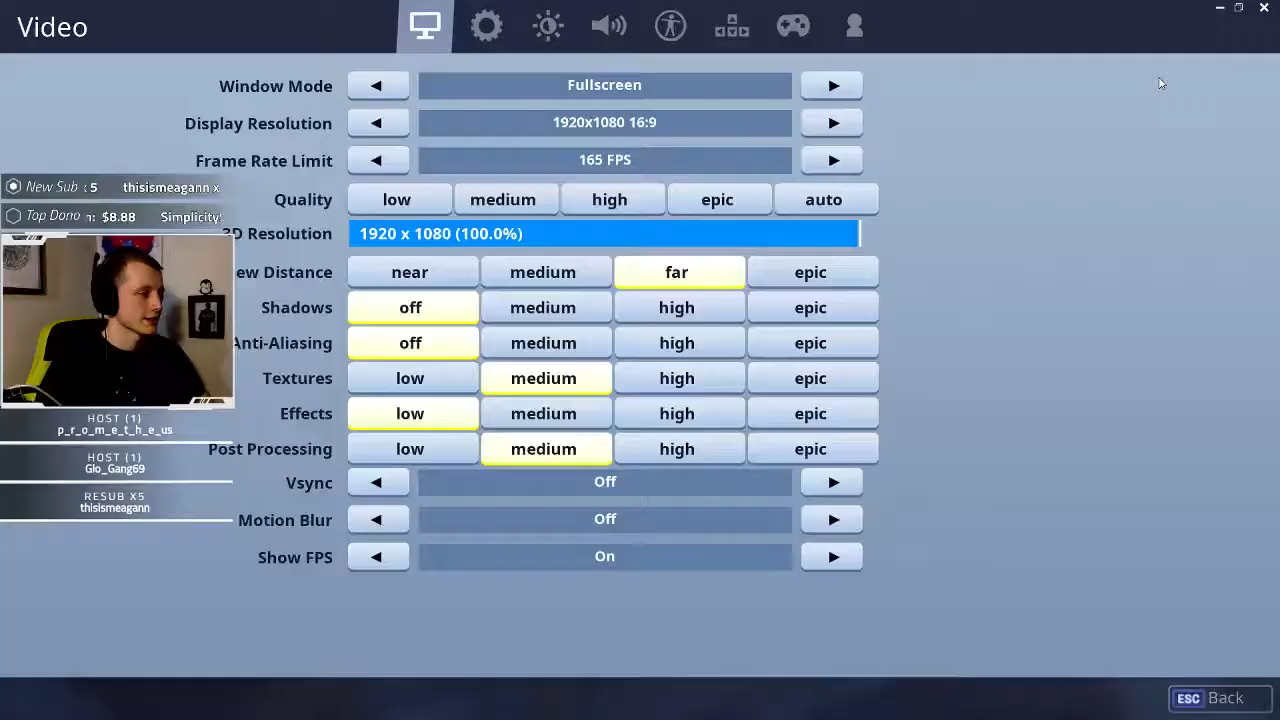 Video
Window Mode
Fullscreen
Display Resolution
1920x1080 16:9
Frame Rate Limit
165 FPS
New Sub : 5 thisismeagann x
Quality low medium high epic auto
Top Dono n: $8.88 Simplicity!
3D Resolution 1920 x 1080 (100.0%)
ew Distance near medium far epic
Shadows off medium high epic
Anti-Aliasing off medium high epic
Textures low medium high epic
Effects low medium high epic
HOST (1)
p_r_o_m_e_t_h_e_us
Post Processing low medium high epic
HOST (1)
Glo_Gang69
Vsync Off
RESUB X5
thisismeagann
Motion Blur Off
Show FPS On
ESC Back